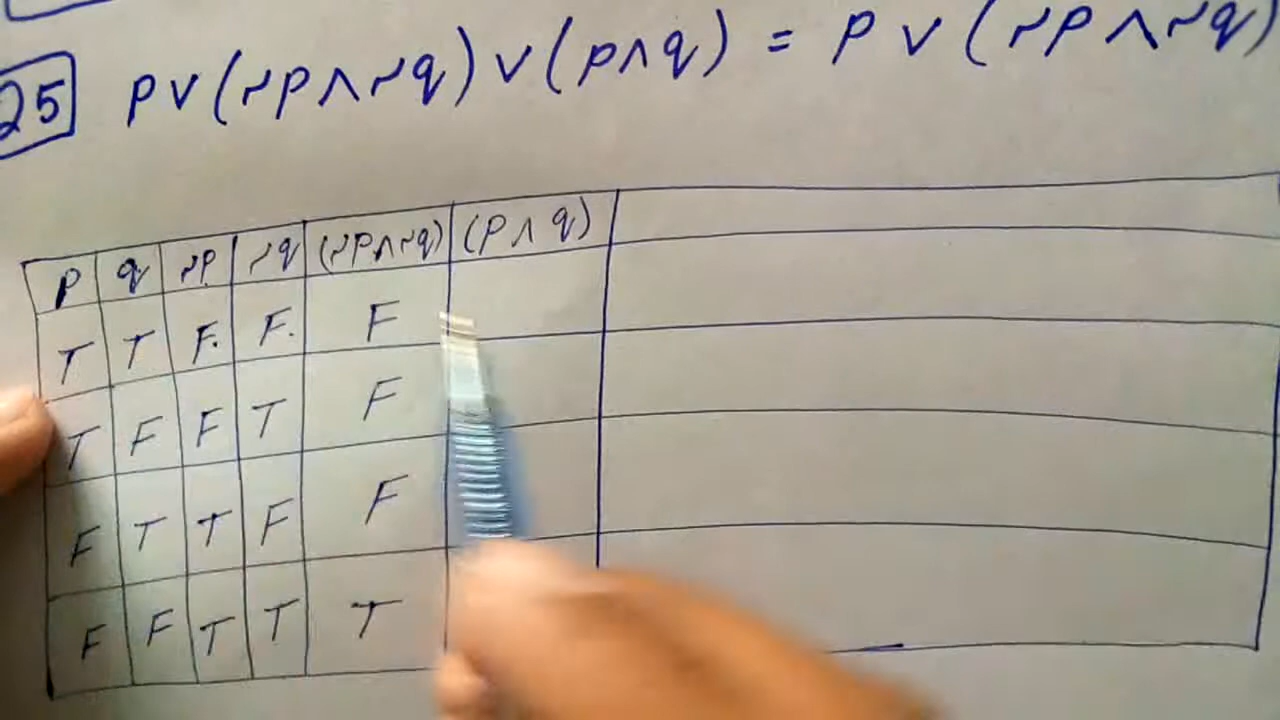 25 p∨(~p∧~q)∨(p∧q) = p∨(~p∧~q)
p q ~p ~q (~p∧~q) (p∧q)
T T F. F. F
T F F T F
F T T F F
F F T T T